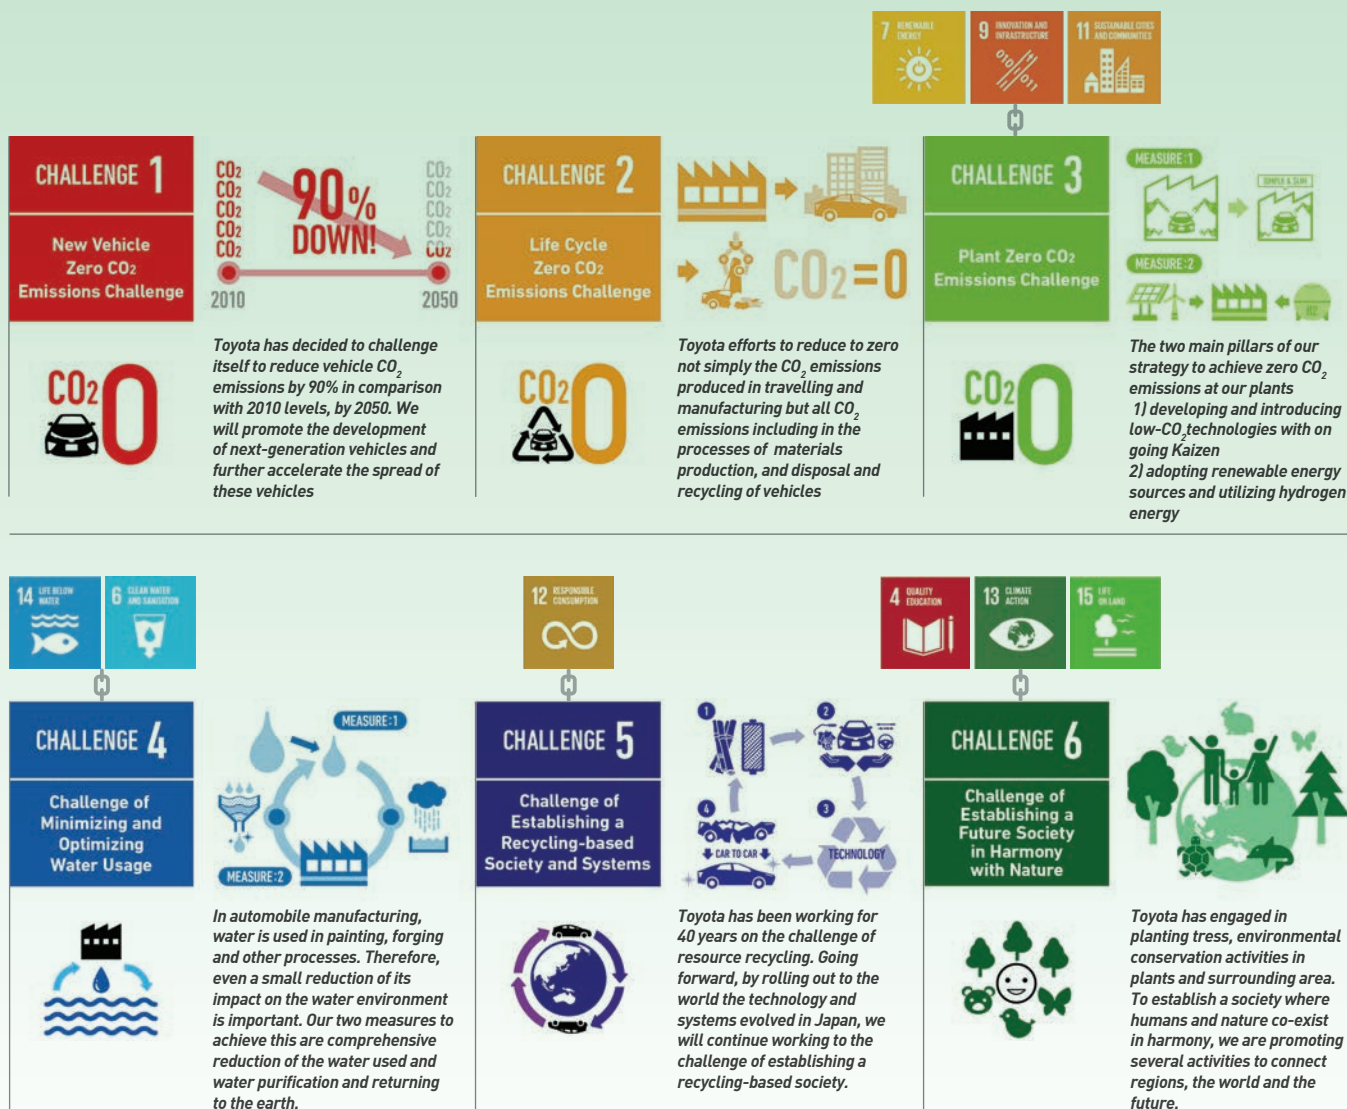 7 RENEWABLE
ENERGY
9 INNOVATION AND
INFRASTRUCTURE
11 SUSTAINABLE CITIES
AND COMMUNITIES
CHALLENGE 1
New Vehicle
Zero CO2
Emissions Challenge
CO2
CO2
CO2
CO2
CO2
90%
DOWN!
CO2
CO2
CO2
CO2
CO2
2010
2050
CO2 0
Toyota has decided to challenge
itself to reduce vehicle CO2
emissions by 90% in comparison
with 2010 levels, by 2050. We
will promote the development
of next-generation vehicles and
further accelerate the spread of
these vehicles
CHALLENGE 2
Life Cycle
Zero CO2
Emissions Challenge
CO2=0
CO2 0
Toyota efforts to reduce to zero
not simply the CO2 emissions
produced in travelling and
manufacturing but all CO2
emissions including in the
processes of materials
production, and disposal and
recycling of vehicles
CHALLENGE 3
Plant Zero CO2
Emissions Challenge
MEASURE:1
SIMPLE & SLIM
MEASURE:2
CO2 0
The two main pillars of our
strategy to achieve zero CO2
emissions at our plants
1) developing and introducing
low-CO2technologies with on
going Kaizen
2) adopting renewable energy
sources and utilizing hydrogen
energy
14 LIFE BELOW
WATER
6 CLEAN WATER
AND SANITATION
12 RESPONSIBLE
CONSUMPTION
4 QUALITY
EDUCATION
13 CLIMATE
ACTION
15 LIFE
ON LAND
CHALLENGE 4
Challenge of
Minimizing and
Optimizing
Water Usage
MEASURE:1
MEASURE:2
In automobile manufacturing,
water is used in painting, forging
and other processes. Therefore,
even a small reduction of its
impact on the water environment
is important. Our two measures to
achieve this are comprehensive
reduction of the water used and
water purification and returning
to the earth.
CHALLENGE 5
Challenge of
Establishing a
Recycling-based
Society and Systems
1
2
4
3
CAR TO CAR
TECHNOLOGY
Toyota has been working for
40 years on the challenge of
resource recycling. Going
forward, by rolling out to the
world the technology and
systems evolved in Japan, we
will continue working to the
challenge of establishing a
recycling-based society.
CHALLENGE 6
Challenge of
Establishing a
Future Society
in Harmony
with Nature
Toyota has engaged in
planting tress, environmental
conservation activities in
plants and surrounding area.
To establish a society where
humans and nature co-exist
in harmony, we are promoting
several activities to connect
regions, the world and the
future.